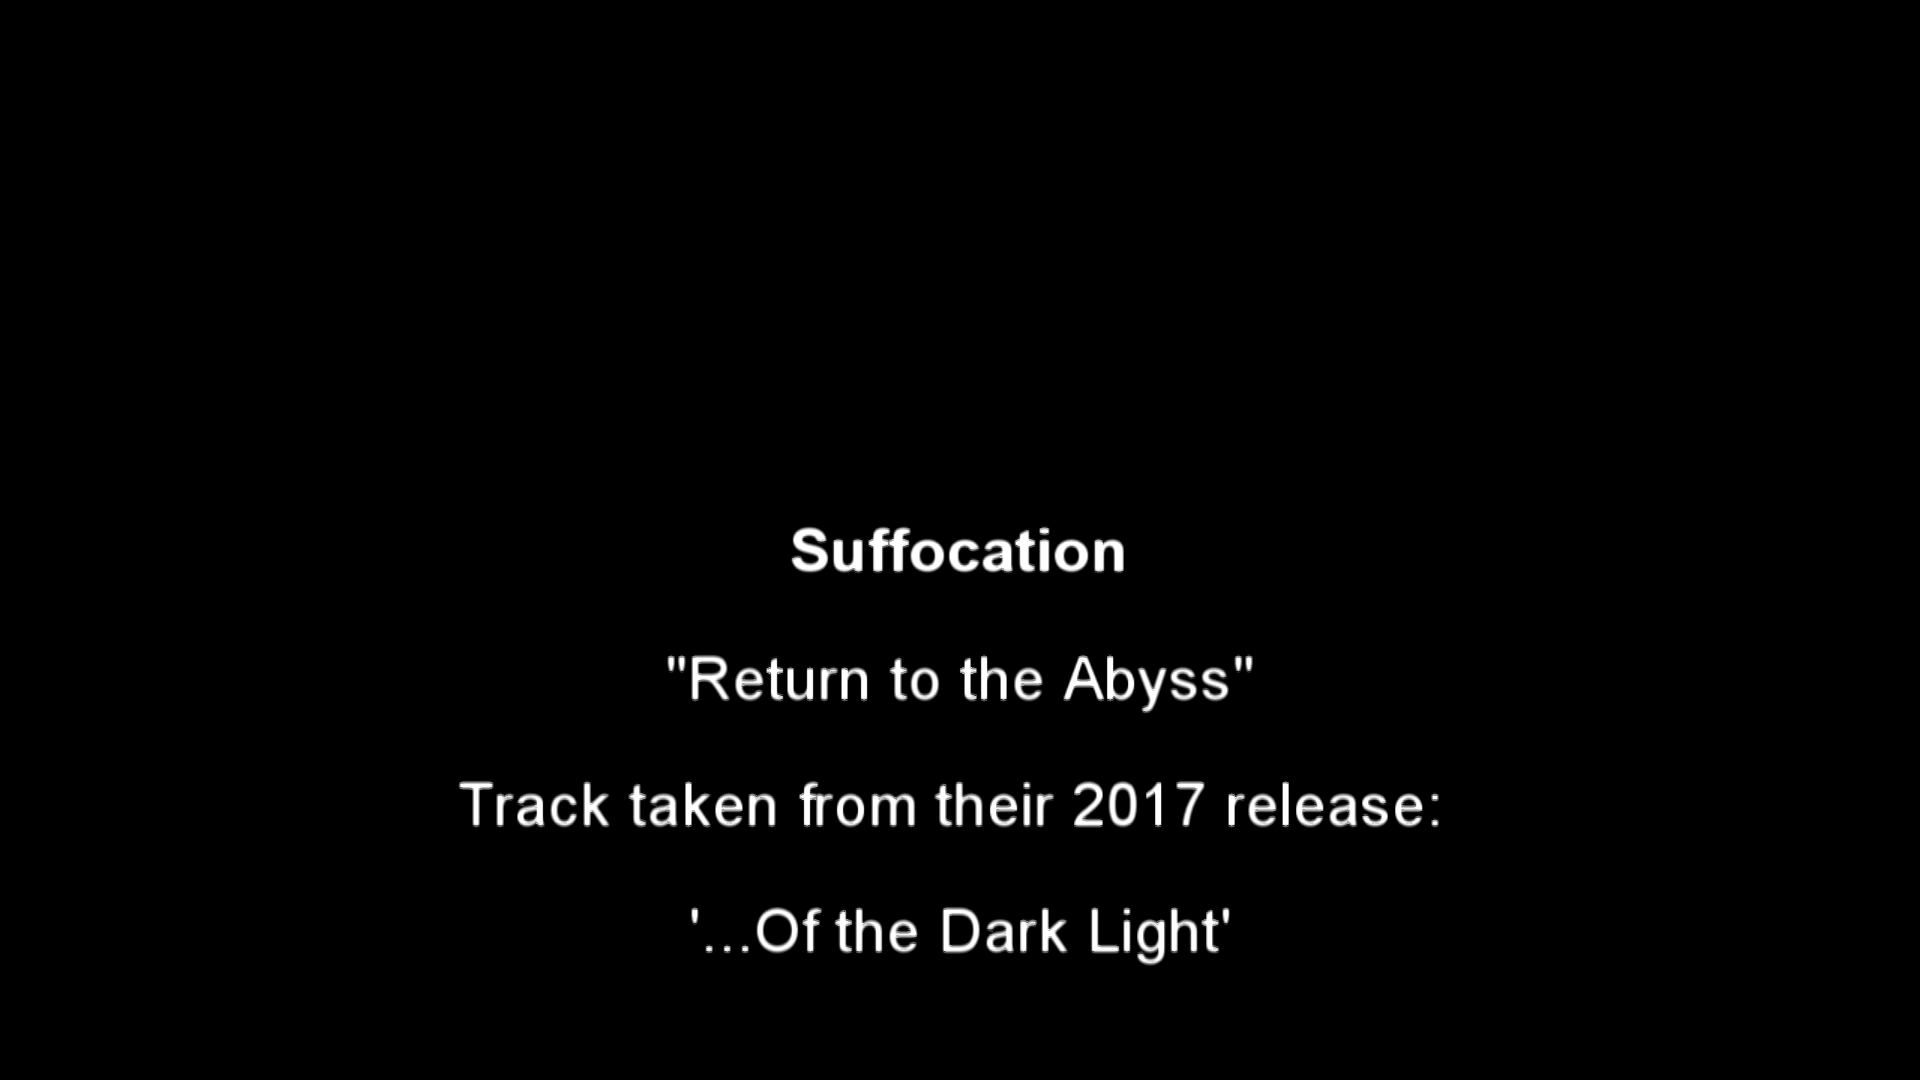 Suffocation
"Return to the Abyss"
Track taken from their 2017 release:
'...Of the Dark Light'